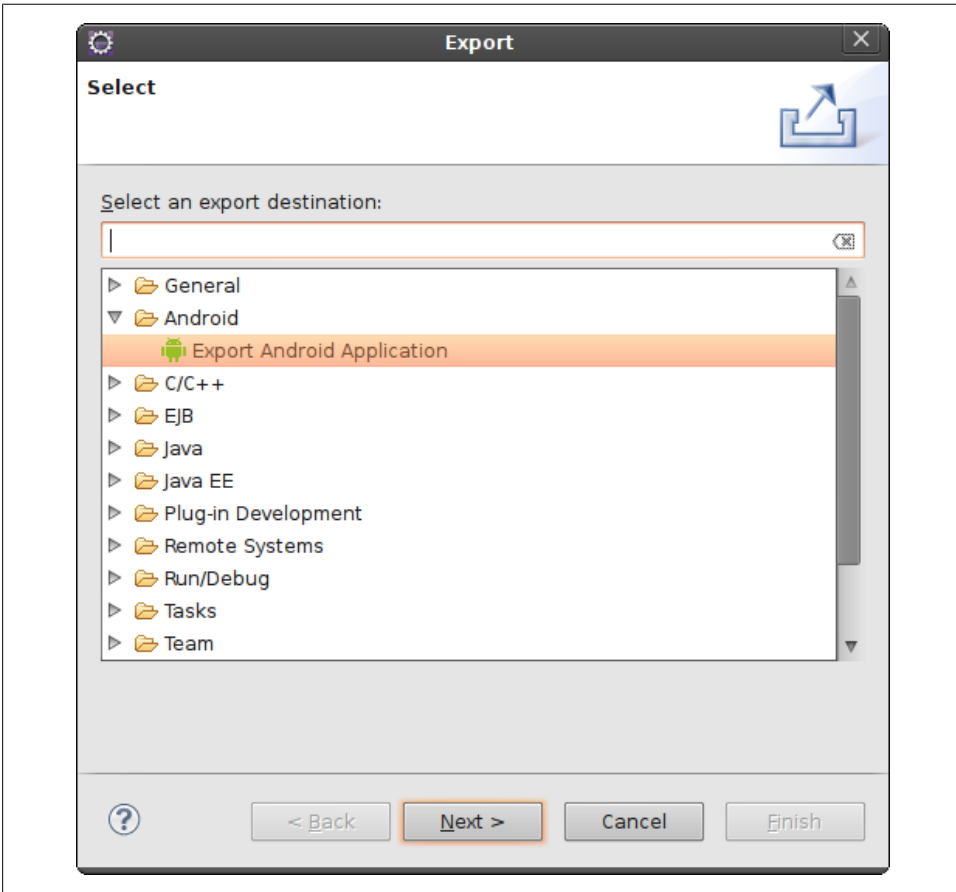 Export
Select
Select an export destination:
General
Android
Export Android Application
C/C++
EJB
Java
Java EE
Plug-in Development
Remote Systems
Run/Debug
Tasks
Team
< Back
Next >
Cancel
Finish